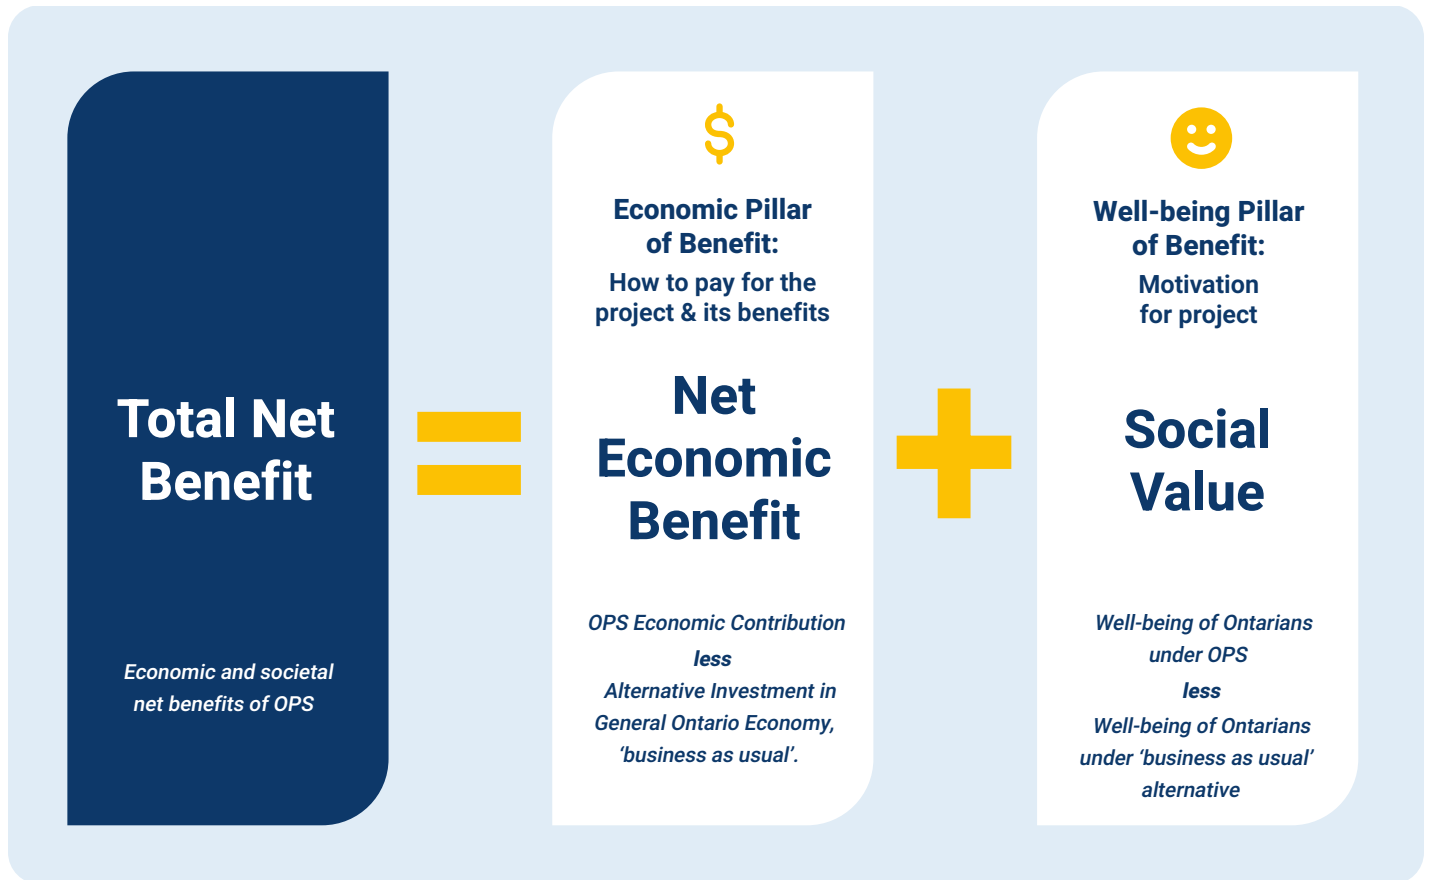 Total Net
Benefit
Economic and societal
net benefits of OPS
=
$
Economic Pillar
of Benefit:
How to pay for the
project & its benefits
Net
Economic
Benefit
OPS Economic Contribution
less
Alternative Investment in
General Ontario Economy,
‘business as usual’.
+
Well-being Pillar
of Benefit:
Motivation
for project
Social
Value
Well-being of Ontarians
under OPS
less
Well-being of Ontarians
under ‘business as usual’
alternative